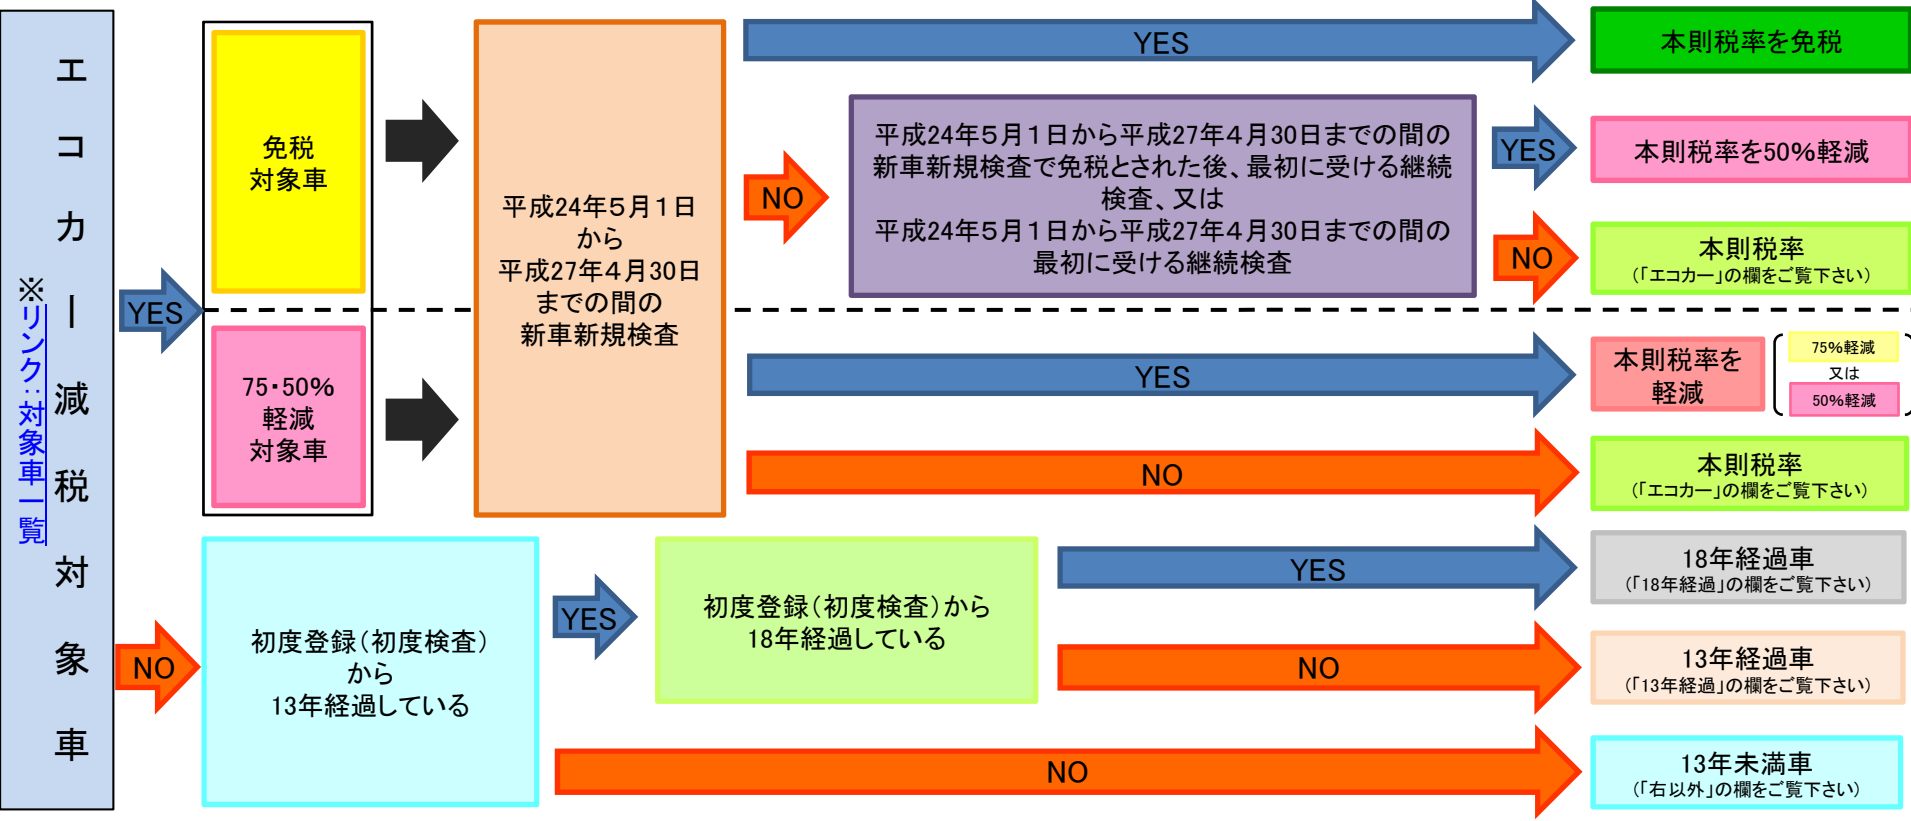 エコカー減税対象車
※リンク：対象車一覧
YES
NO
免税
対象車
75・50%
軽減
対象車
平成24年５月１日
から
平成27年４月30日
までの間の
新車新規検査
YES
本則税率を免税
NO
平成24年５月１日から平成27年４月30日までの間の
新車新規検査で免税とされた後、最初に受ける継続
検査、又は
平成24年５月１日から平成27年４月30日までの間の
最初に受ける継続検査
YES
本則税率を50%軽減
NO
本則税率
（「エコカー」の欄をご覧下さい）
YES
本則税率を
軽減
75%軽減
又は
50%軽減
NO
本則税率
（「エコカー」の欄をご覧下さい）
初度登録（初度検査）
から
13年経過している
YES
初度登録（初度検査）から
18年経過している
YES
18年経過車
（「18年経過」の欄をご覧下さい）
NO
13年経過車
（「13年経過」の欄をご覧下さい）
NO
13年未満車
（「右以外」の欄をご覧下さい）